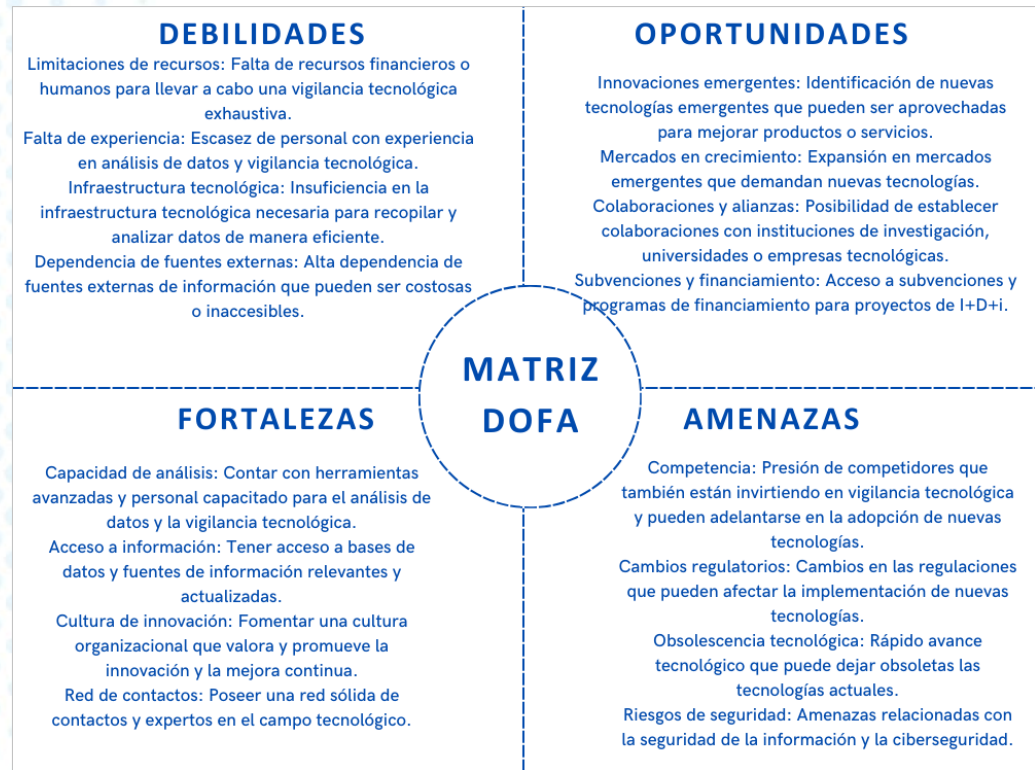 DEBILIDADES
Limitaciones de recursos: Falta de recursos financieros o
humanos para llevar a cabo una vigilancia tecnológica
exhaustiva.
Falta de experiencia: Escasez de personal con experiencia
en análisis de datos y vigilancia tecnológica.
Infraestructura tecnológica: Insuficiencia en la
infraestructura tecnológica necesaria para recopilar y
analizar datos de manera eficiente.
Dependencia de fuentes externas: Alta dependencia de
fuentes externas de información que pueden ser costosas
o inaccesibles.
OPORTUNIDADES
Innovaciones emergentes: Identificación de nuevas
tecnologías emergentes que pueden ser aprovechadas
para mejorar productos o servicios.
Mercados en crecimiento: Expansión en mercados
emergentes que demandan nuevas tecnologías.
Colaboraciones y alianzas: Posibilidad de establecer
colaboraciones con instituciones de investigación,
universidades o empresas tecnológicas.
Subvenciones y financiamiento: Acceso a subvenciones y
programas de financiamiento para proyectos de I+D+i.
MATRIZ
DOFA
FORTALEZAS
Capacidad de análisis: Contar con herramientas
avanzadas y personal capacitado para el análisis de
datos y la vigilancia tecnológica.
Acceso a información: Tener acceso a bases de
datos y fuentes de información relevantes y
actualizadas.
Cultura de innovación: Fomentar una cultura
organizacional que valora y promueve la
innovación y la mejora continua.
Red de contactos: Poseer una red sólida de
contactos y expertos en el campo tecnológico.
AMENAZAS
Competencia: Presión de competidores que
también están invirtiendo en vigilancia tecnológica
y pueden adelantarse en la adopción de nuevas
tecnologías.
Cambios regulatorios: Cambios en las regulaciones
que pueden afectar la implementación de nuevas
tecnologías.
Obsolescencia tecnológica: Rápido avance
tecnológico que puede dejar obsoletas las
tecnologías actuales.
Riesgos de seguridad: Amenazas relacionadas con
la seguridad de la información y la ciberseguridad.